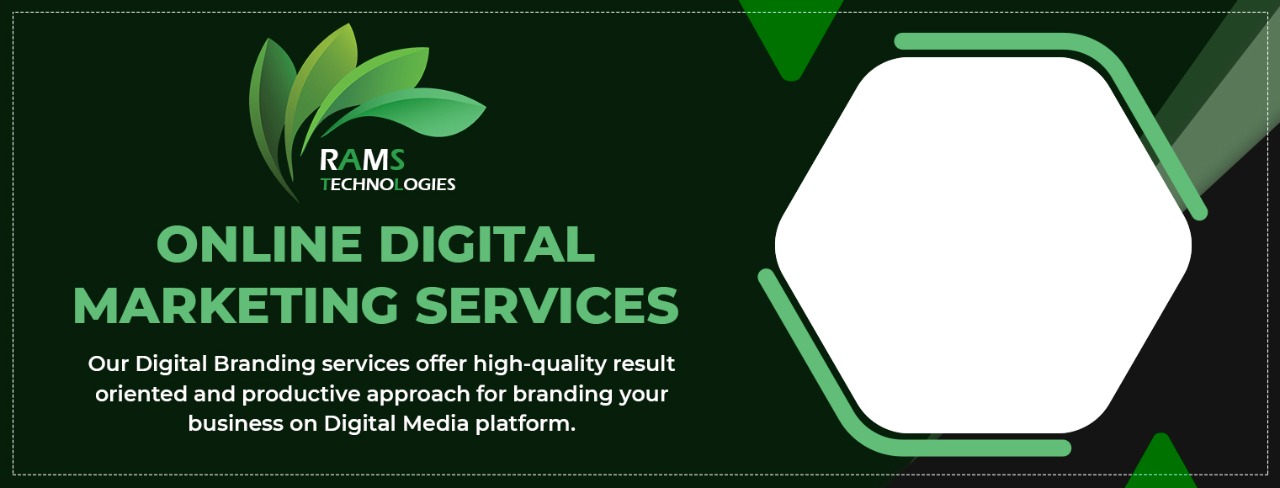 RAMS
TECHNOLOGIES
ONLINE DIGITAL
MARKETING SERVICES
Our Digital Branding services offer high-quality result
oriented and productive approach for branding your
business on Digital Media platform.